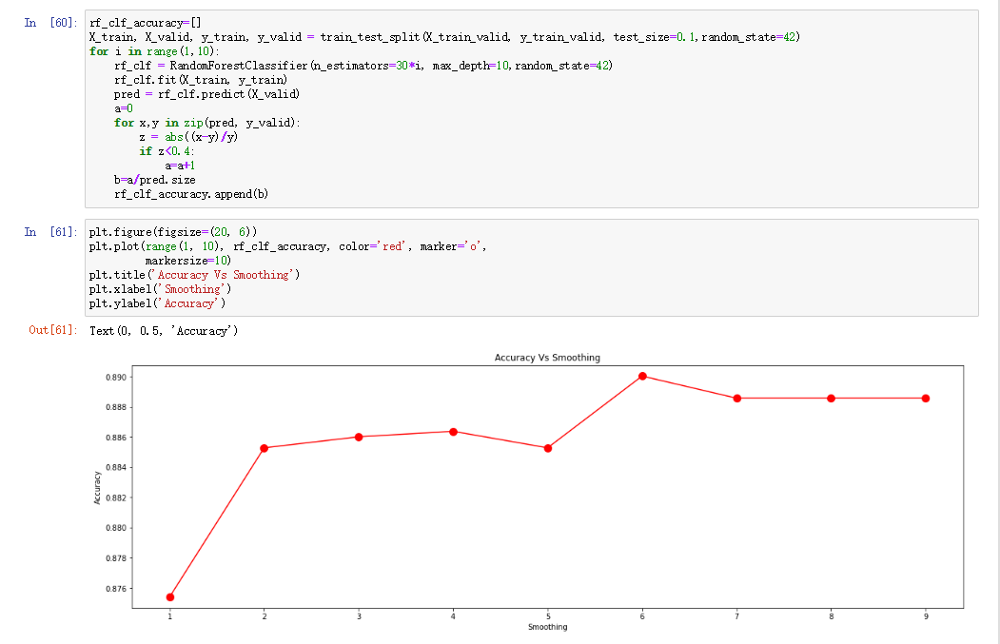 In [60]: rf_clf_accuracy=[]
X_train, X_valid, y_train, y_valid = train_test_split(X_train_valid, y_train_valid, test_size=0.1,random_state=42)
for i in range(1,10):
    rf_clf = RandomForestClassifier(n_estimators=30*i, max_depth=10,random_state=42)
    rf_clf.fit(X_train, y_train)
    pred = rf_clf.predict(X_valid)
    a=0
    for x,y in zip(pred, y_valid):
        z = abs((x-y)/y)
        if z<0.4:
            a=a+1
    b=a/pred.size
    rf_clf_accuracy.append(b)
In [61]: plt.figure(figsize=(20, 6))
plt.plot(range(1, 10), rf_clf_accuracy, color='red', marker='o',
         markersize=10)
plt.title('Accuracy Vs Smoothing')
plt.xlabel('Smoothing')
plt.ylabel('Accuracy')
Out[61]: Text(0, 0.5, 'Accuracy')
Accuracy Vs Smoothing
0.890
0.888
0.886
0.884
0.882
0.880
0.878
0.876
Accuracy
1 2 3 4 5 6 7 8 9
Smoothing